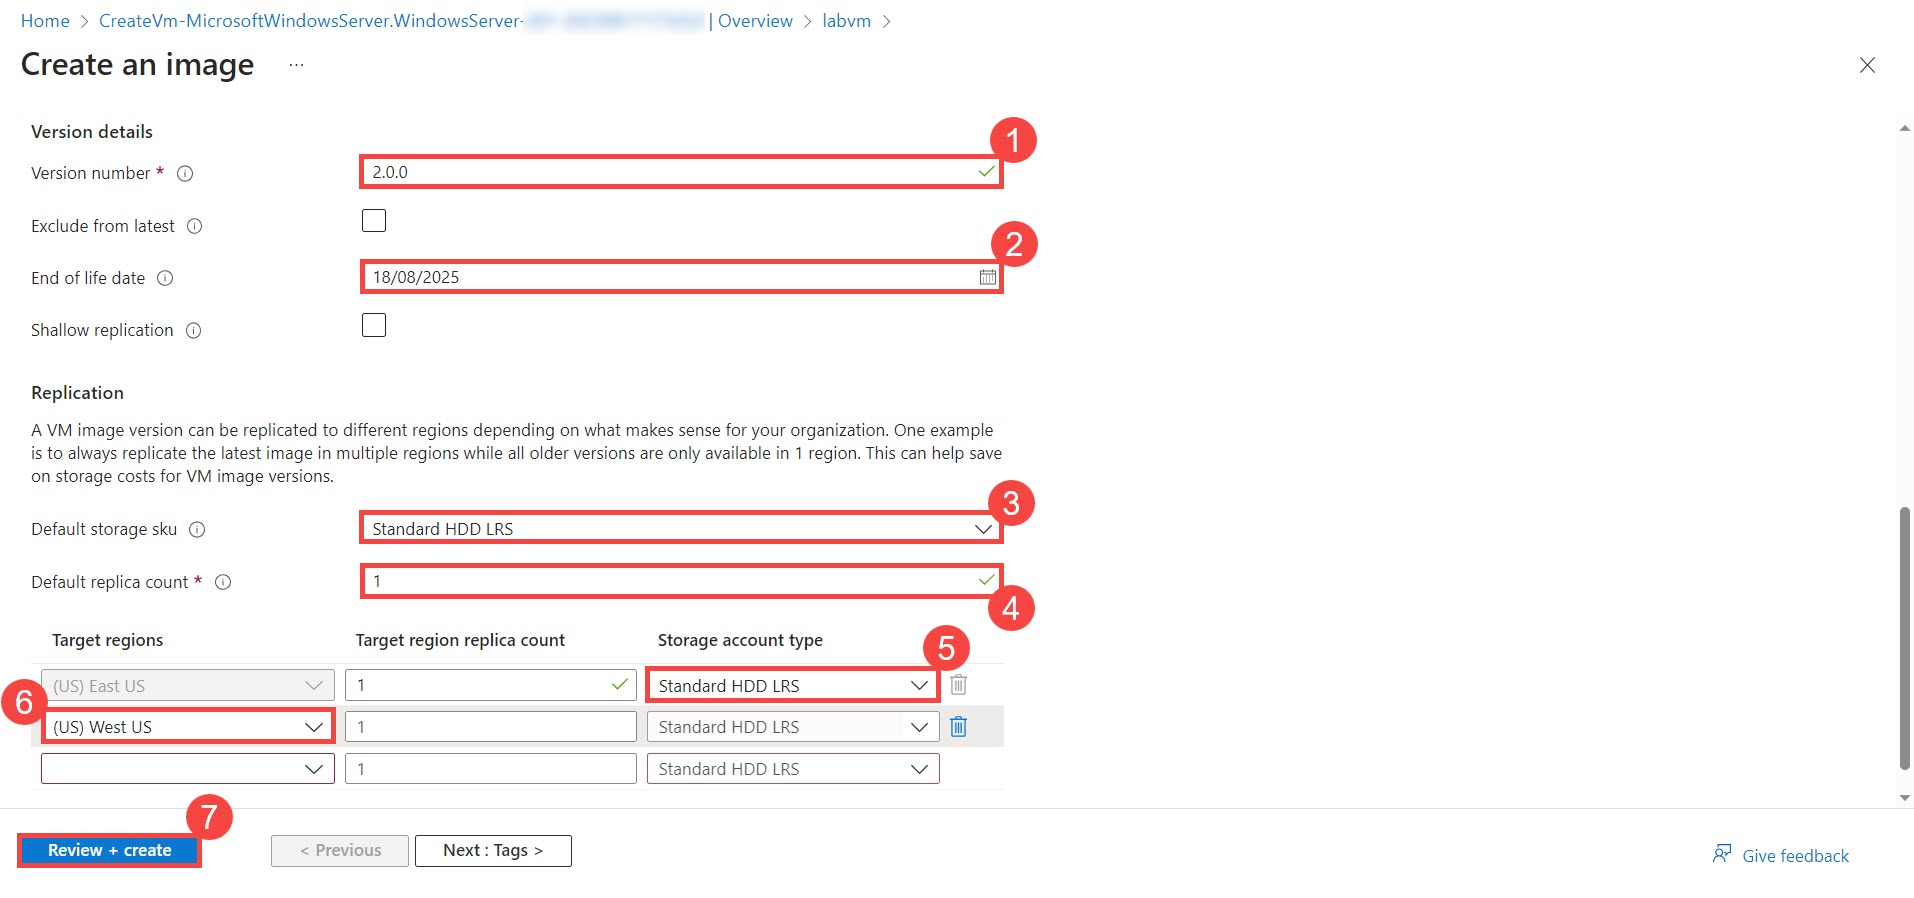 Home > CreateVm-MicrosoftWindowsServer.WindowsServer- | Overview > labvm >
Create an image ...
Version details
1
Version number * 2.0.0
Exclude from latest
2
End of life date 18/08/2025
Shallow replication
Replication
A VM image version can be replicated to different regions depending on what makes sense for your organization. One example
is to always replicate the latest image in multiple regions while all older versions are only available in 1 region. This can help save
on storage costs for VM image versions.
3
Default storage sku Standard HDD LRS
Default replica count * 1
4
Target regions Target region replica count Storage account type
5
(US) East US 1 Standard HDD LRS
6
(US) West US 1 Standard HDD LRS
1 Standard HDD LRS
7
Review + create < Previous Next : Tags > Give feedback